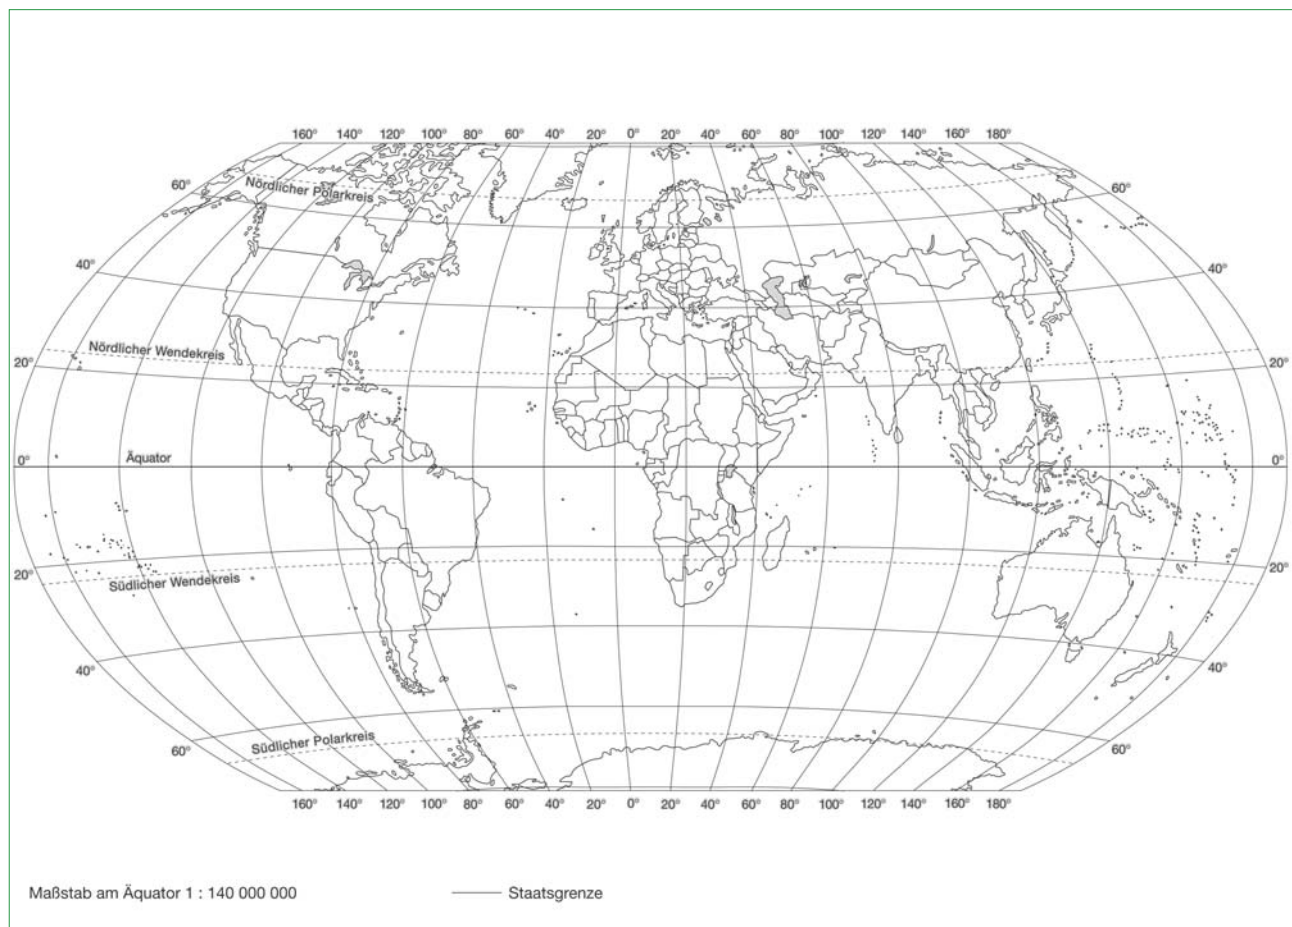 160° 140° 120° 100° 80° 60° 40° 20° 0° 20° 40° 60° 80° 100° 120° 140° 160° 180°
60° Nördlicher Polarkreis 60°
40° 40°
Nördlicher Wendekreis
20° 20°
Äquator
0° 0°
20° 20°
Südlicher Wendekreis
40° 40°
Südlicher Polarkreis
60° 60°
160° 140° 120° 100° 80° 60° 40° 20° 0° 20° 40° 60° 80° 100° 120° 140° 160° 180°
Maßstab am Äquator 1 : 140 000 000 Staatsgrenze